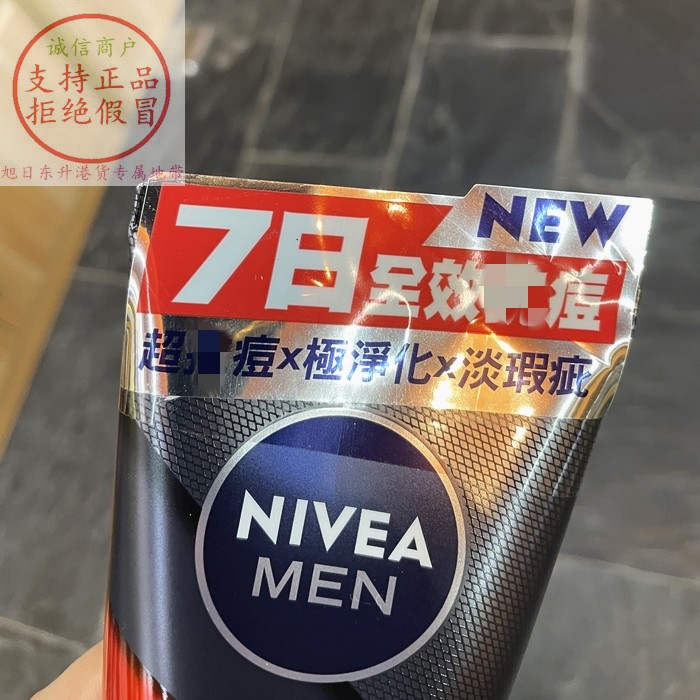 诚信商户
支持正品
拒绝假冒
旭日东升港货专属地带
NEW
7日
全效 痘
超 痘x極淨化x淡瑕疵
NIVEA
MEN